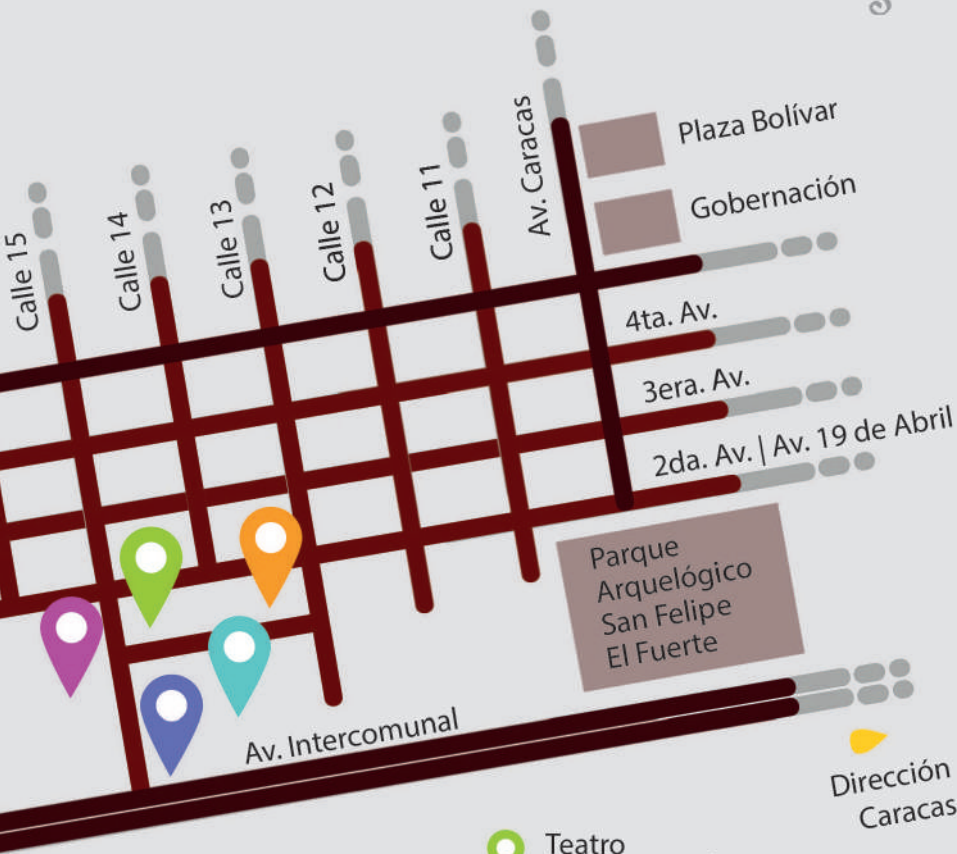 Plaza Bolívar
Gobernación
Av. Caracas
Calle 11
Calle 12
Calle 13
Calle 14
Calle 15
4ta. Av.
3era. Av.
2da. Av. | Av. 19 de Abril
Parque
Arquelógico
San Felipe
El Fuerte
Av. Intercomunal
Dirección
Caracas
Teatro